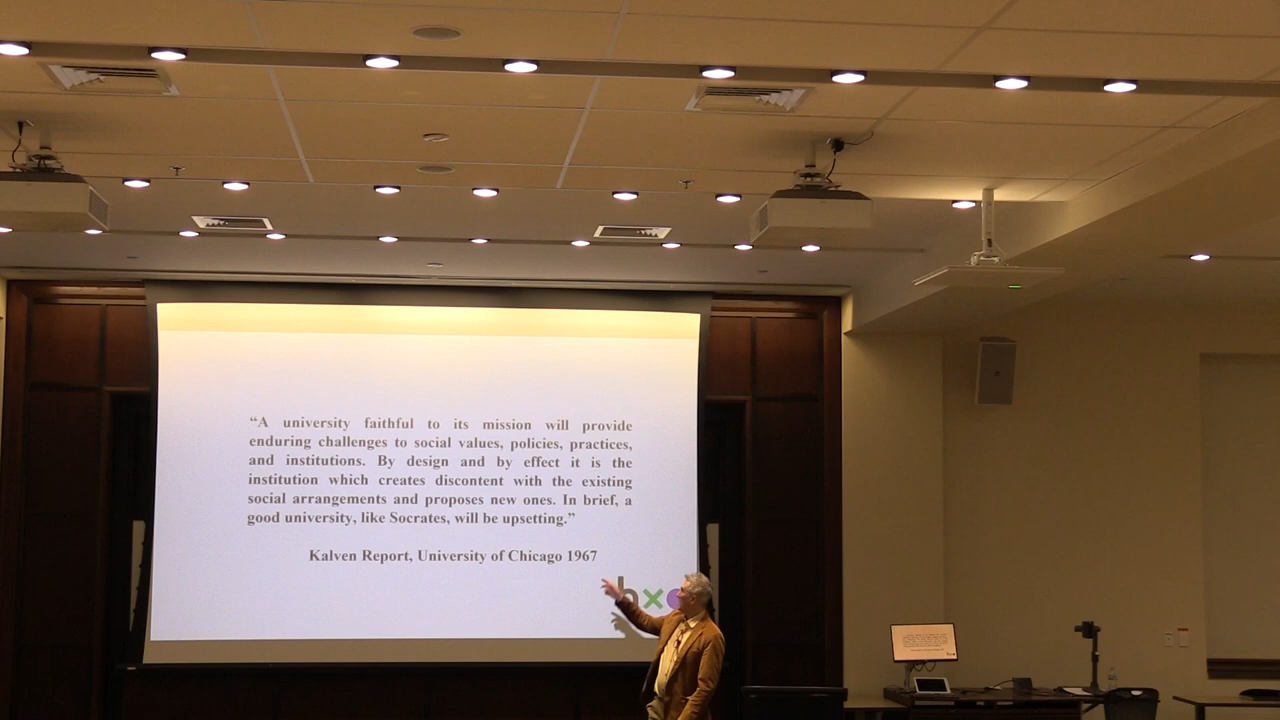 “A university faithful to its mission will provide
enduring challenges to social values, policies, practices,
and institutions. By design and by effect it is the
institution which creates discontent with the existing
social arrangements and proposes new ones. In brief, a
good university, like Socrates, will be upsetting.”
Kalven Report, University of Chicago 1967
hx